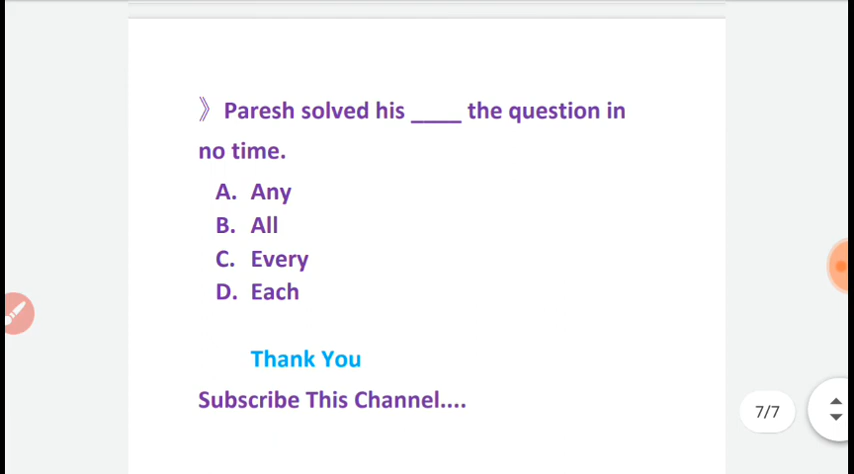 》Paresh solved his ____ the question in
no time.
A. Any
B. All
C. Every
D. Each
Thank You
Subscribe This Channel....
7/7